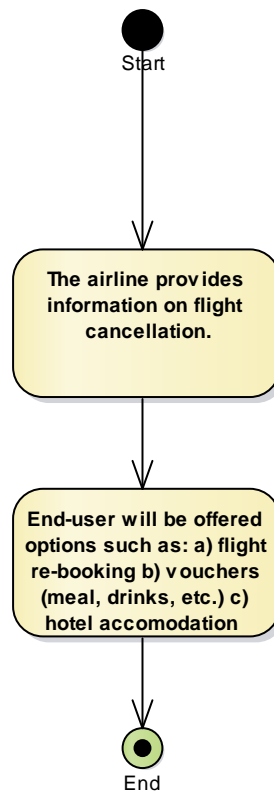 Start
The airline provides
information on flight
cancellation.
End-user will be offered
options such as: a) flight
re-booking b) vouchers
(meal, drinks, etc.) c)
hotel accomodation
End